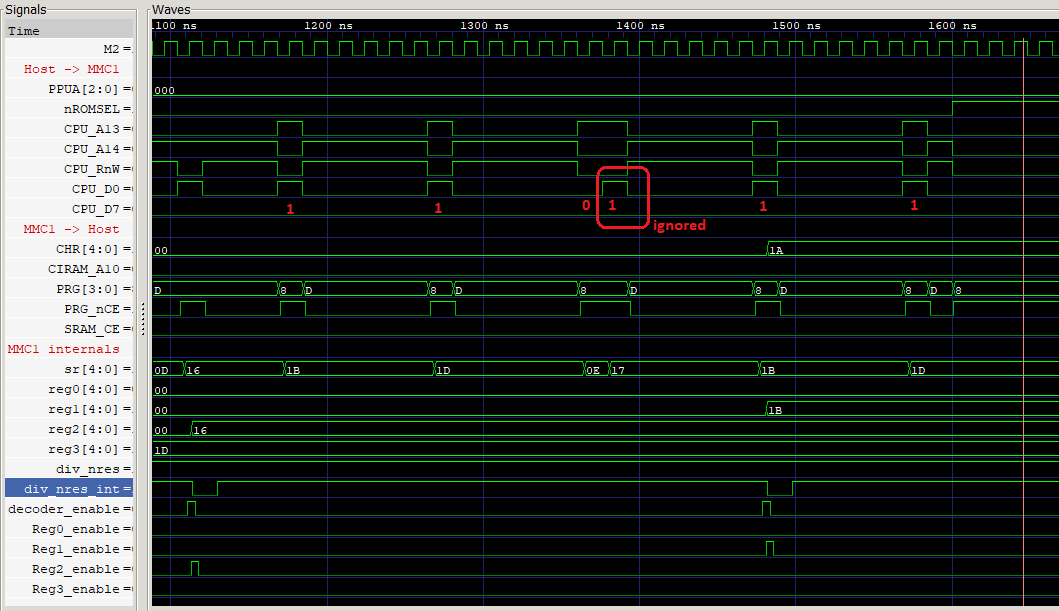 Signals
Waves
Time
1100 ns 1200 ns 1300 ns 1400 ns 1500 ns 1600 ns
M2 =
Host -> MMC1
PPUA[2:0] = 000
nROMSEL =
CPU_A13 =
CPU_A14 =
CPU_RnW =
CPU_D0 =
CPU_D7 = 1 1 0 1 1 1
ignored
MMC1 -> Host
CHR[4:0] = 00 1A
CIRAM_A10 =
PRG[3:0] = D 8 D 8 D 8 D 8 D 8 D 8
PRG_nCE =
SRAM_CE =
MMC1 internals
sr[4:0] = 0D 16 1B 1D 0E 17 1B 1D
reg0[4:0] = 00
reg1[4:0] = 00 1B
reg2[4:0] = 00 16
reg3[4:0] = 1D
div_nres =
div_nres_int =
decoder_enable =
Reg0_enable =
Reg1_enable =
Reg2_enable =
Reg3_enable =